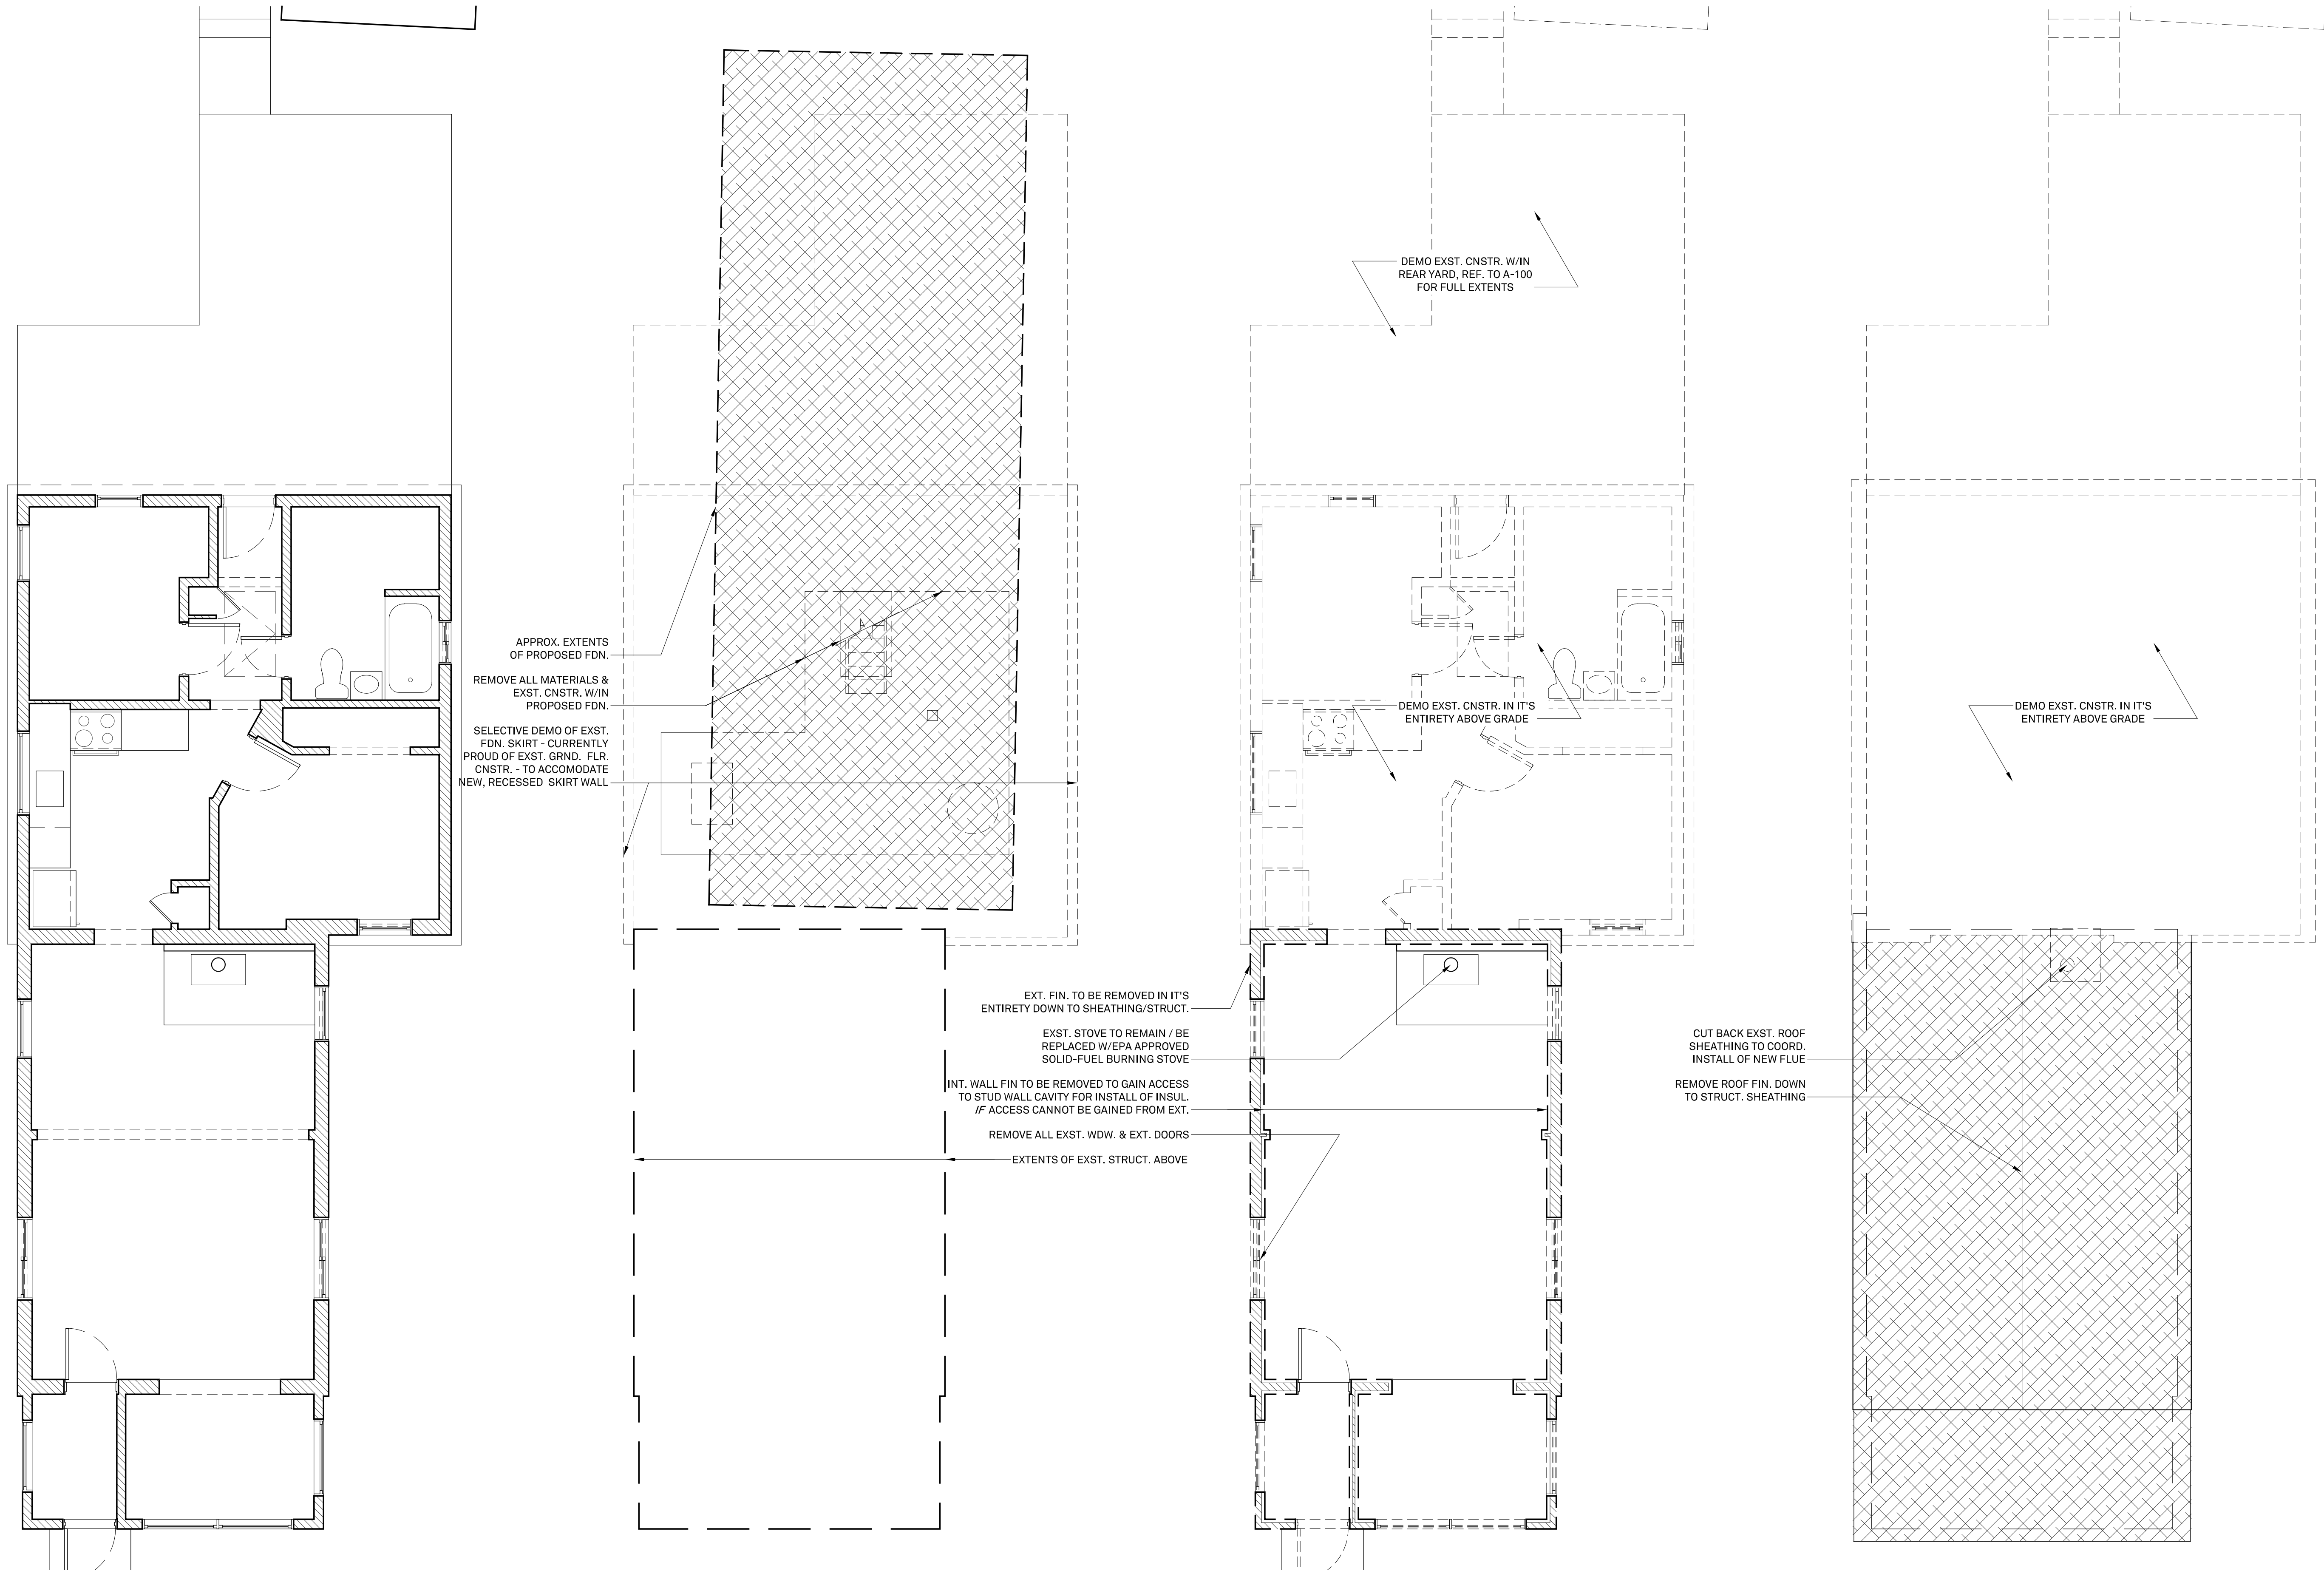 APPROX. EXTENTS
OF PROPOSED FDN.
REMOVE ALL MATERIALS &
EXST. CNSTR. W/IN
PROPOSED FDN.
SELECTIVE DEMO OF EXST.
FDN. SKIRT - CURRENTLY
PROUD OF EXST. GRND. FLR.
CNSTR. - TO ACCOMODATE
NEW, RECESSED SKIRT WALL
EXTENTS OF EXST. STRUCT. ABOVE
DEMO EXST. CNSTR. W/IN
REAR YARD, REF. TO A-100
FOR FULL EXTENTS
DEMO EXST. CNSTR. IN IT'S
ENTIRETY ABOVE GRADE
EXT. FIN. TO BE REMOVED IN IT'S
ENTIRETY DOWN TO SHEATHING/STRUCT.
EXST. STOVE TO REMAIN / BE
REPLACED W/EPA APPROVED
SOLID-FUEL BURNING STOVE
INT. WALL FIN TO BE REMOVED TO GAIN ACCESS
TO STUD WALL CAVITY FOR INSTALL OF INSUL.
IF ACCESS CANNOT BE GAINED FROM EXT.
REMOVE ALL EXST. WDW. & EXT. DOORS
DEMO EXST. CNSTR. IN IT'S
ENTIRETY ABOVE GRADE
CUT BACK EXST. ROOF
SHEATHING TO COORD.
INSTALL OF NEW FLUE
REMOVE ROOF FIN. DOWN
TO STRUCT. SHEATHING